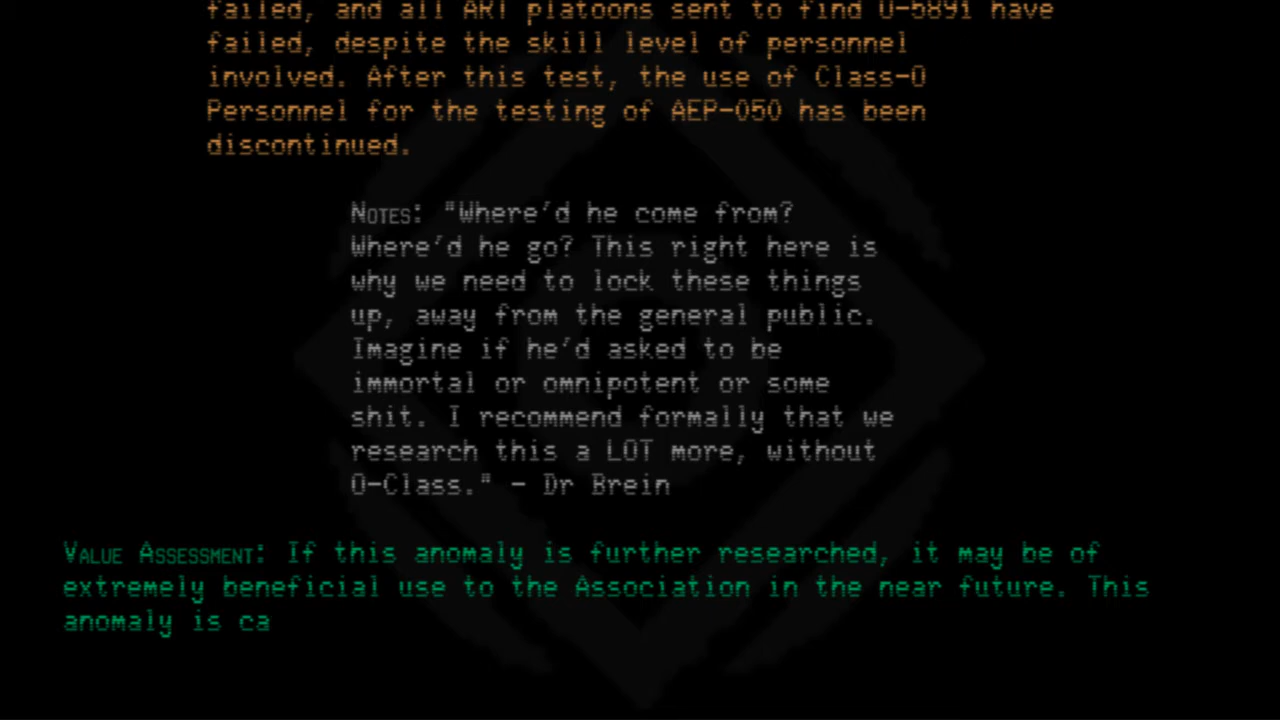 failed, and all ART platoons sent to find O-5891 have
failed, despite the skill level of personnel
involved. After this test, the use of Class-O
Personnel for the testing of AEP-050 has been
discontinued.
Notes: "Where'd he come from?
Where'd he go? This right here is
why we need to lock these things
up, away from the general public.
Imagine if he'd asked to be
immortal or omnipotent or some
shit. I recommend formally that we
research this a LOT more, without
O-Class." - Dr Brein
Value Assessment: If this anomaly is further researched, it may be of
extremely beneficial use to the Association in the near future. This
anomaly is ca